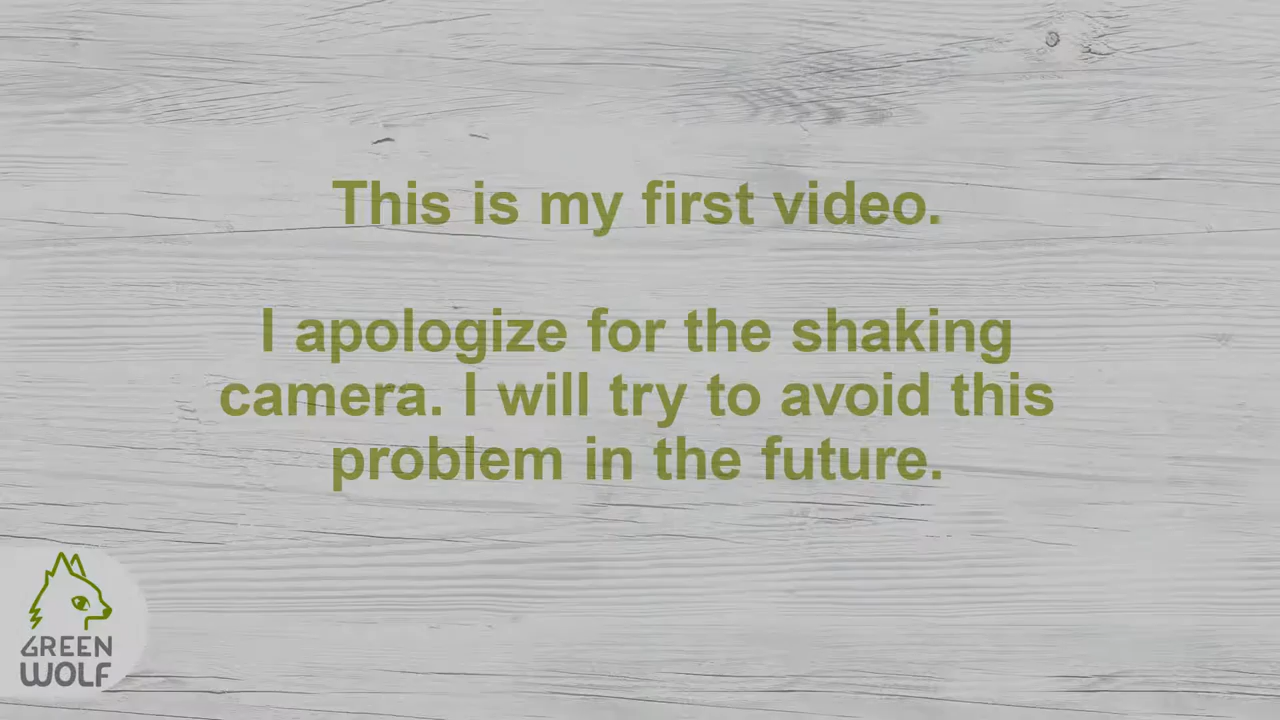 This is my first video.
I apologize for the shaking
camera. I will try to avoid this
problem in the future.
GREEN
WOLF